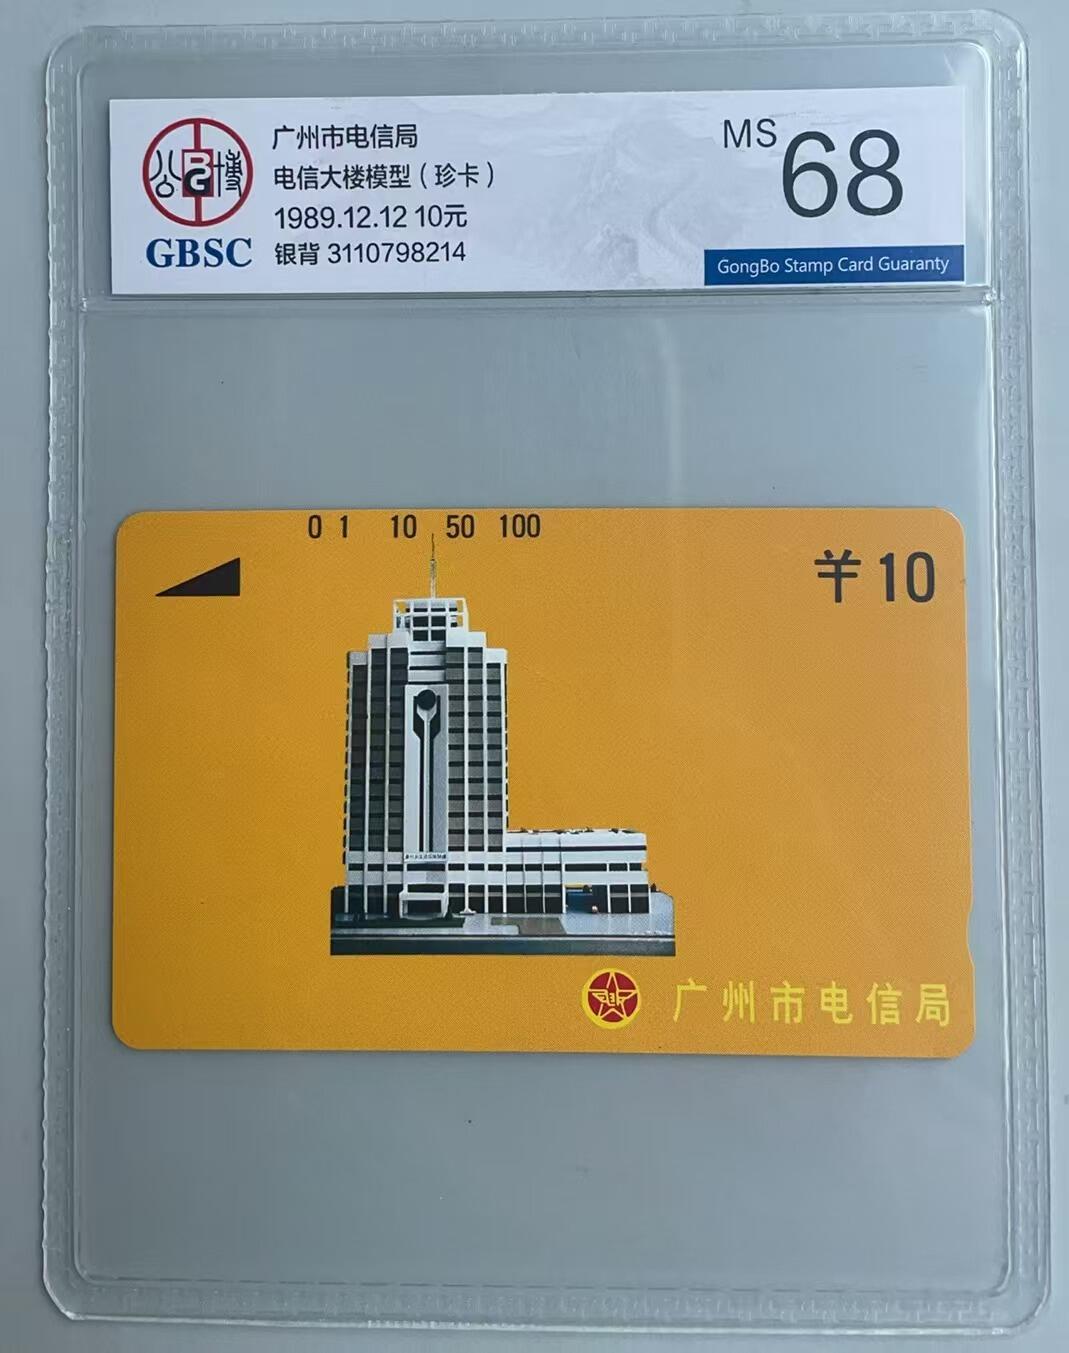 广州市电信局
电信大楼模型（珍卡）
1989.12.12 10元
银背 3110798214
公博
GBSC
MS 68
GongBo Stamp Card Guaranty
0 1 10 50 100
¥10
广州市电信局